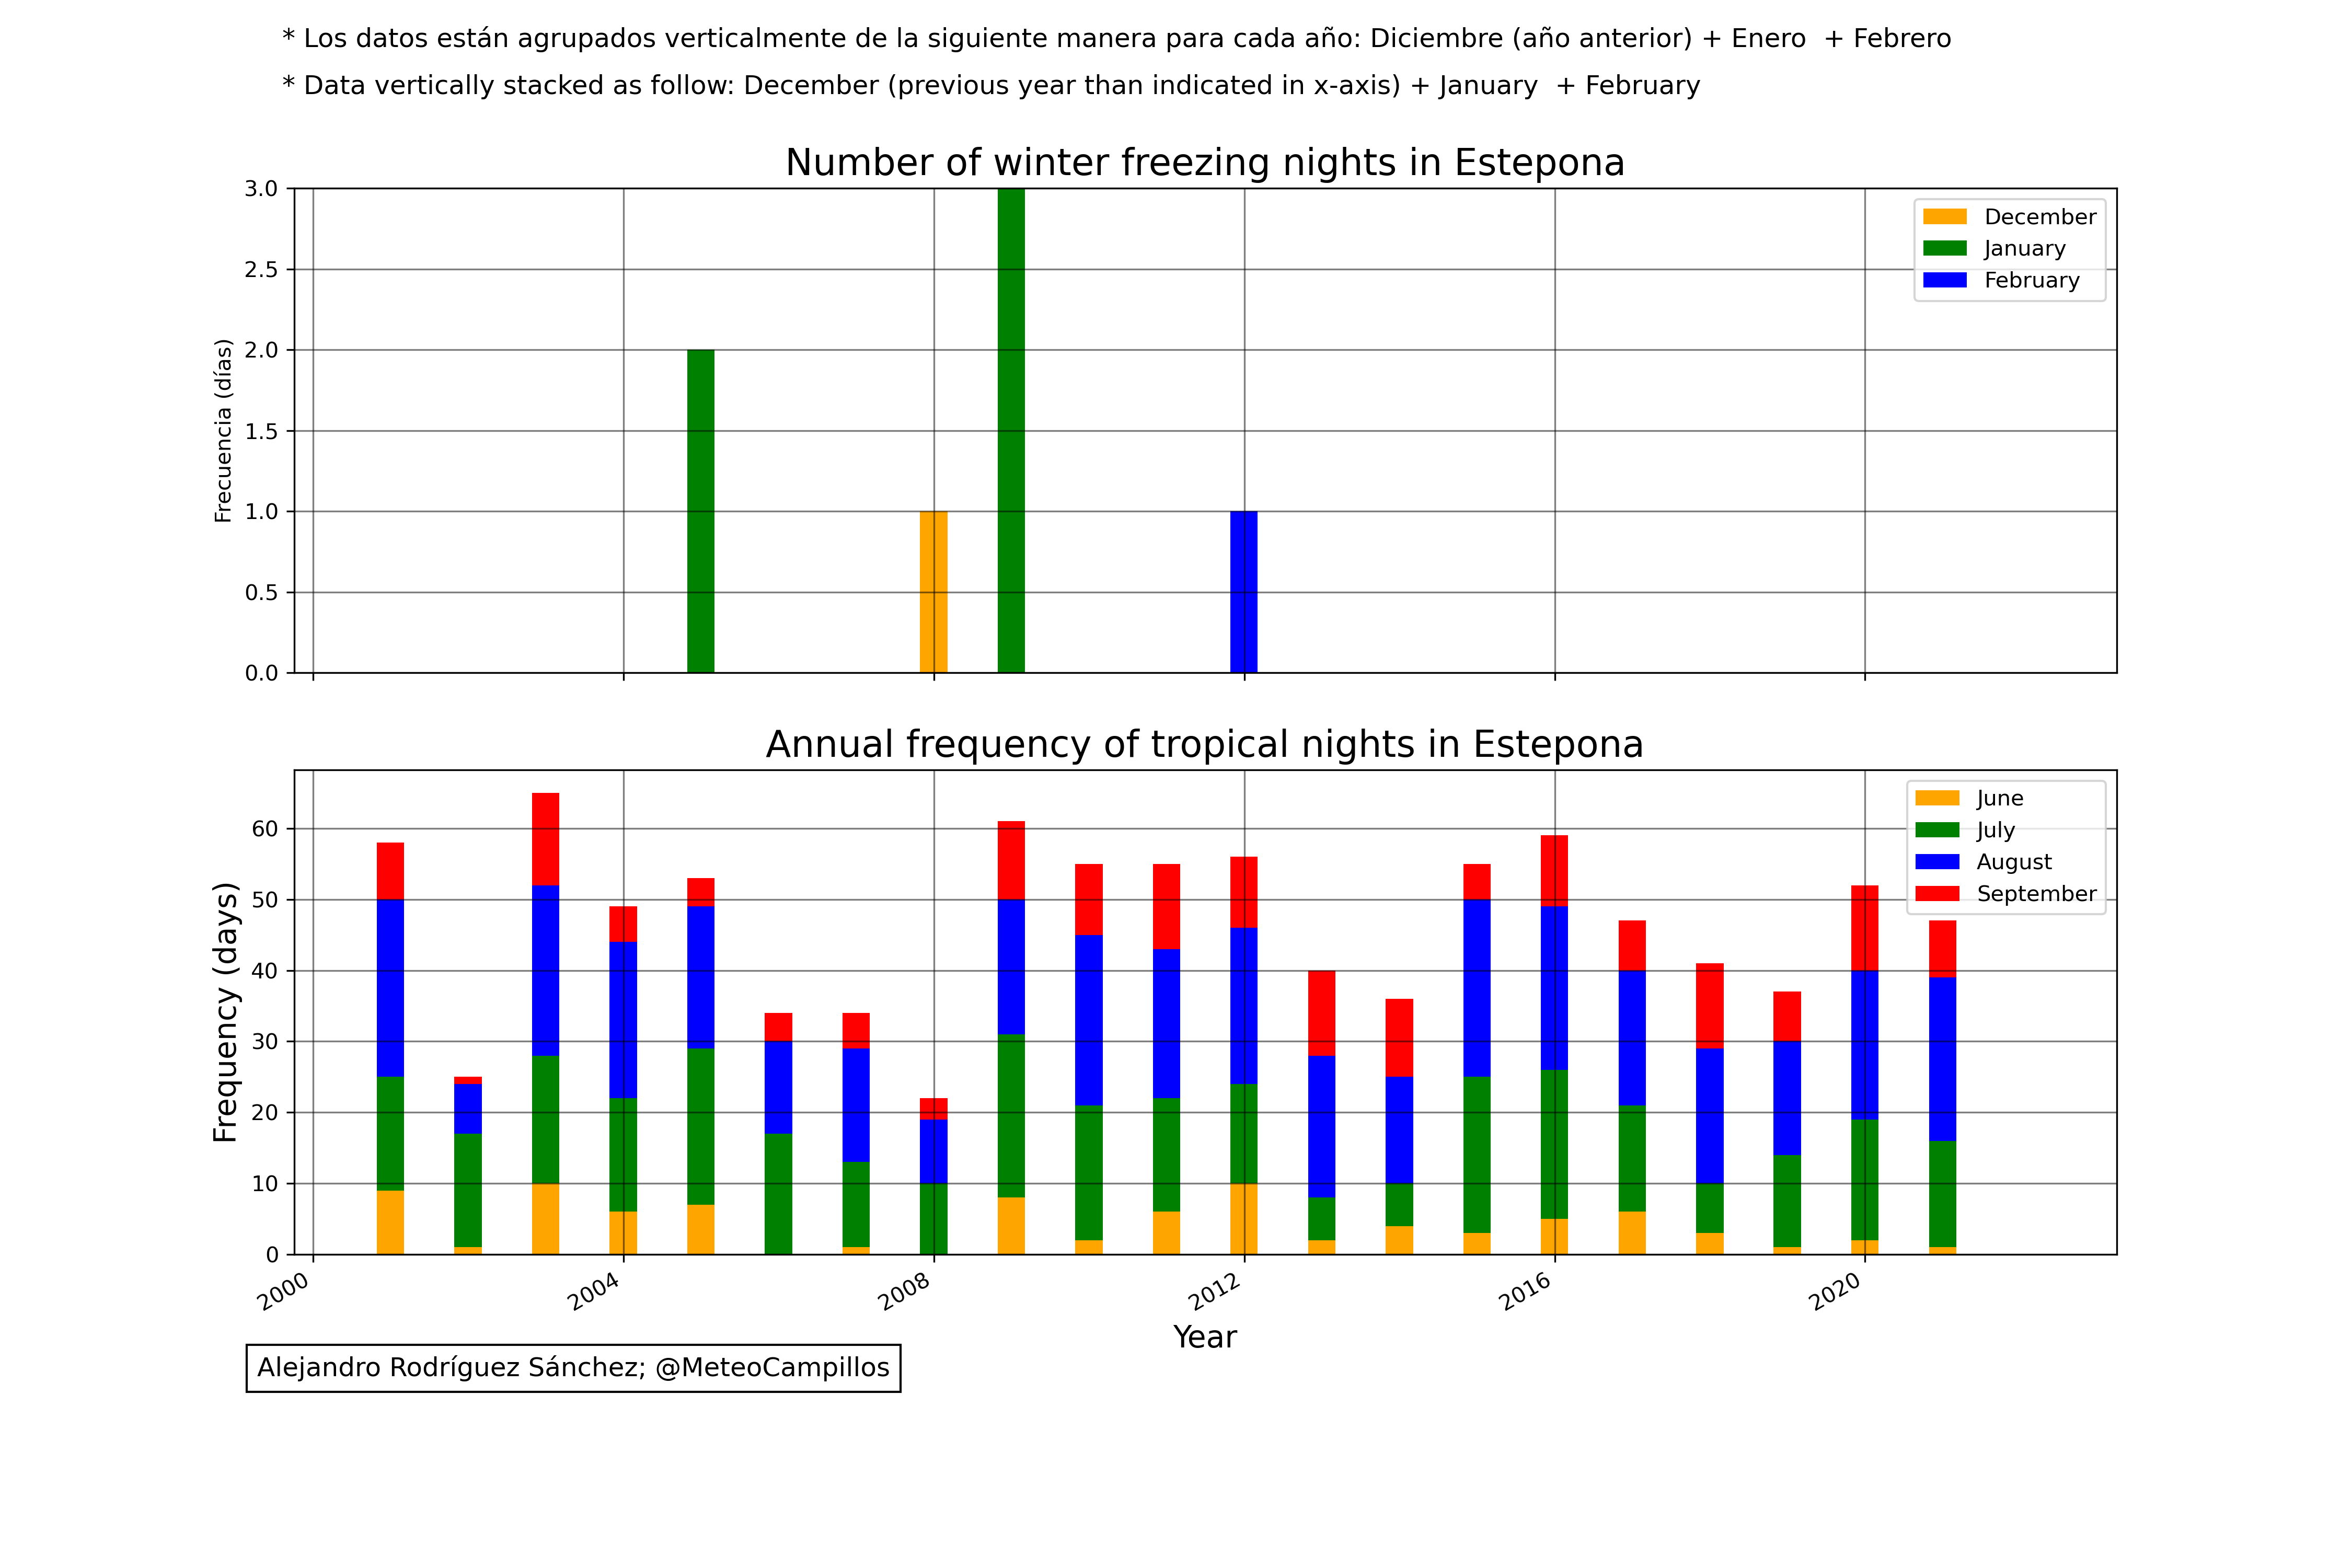 * Los datos están agrupados verticalmente de la siguiente manera para cada año: Diciembre (año anterior) + Enero  + Febrero
* Data vertically stacked as follow: December (previous year than indicated in x-axis) + January  + February
Number of winter freezing nights in Estepona
3.0
2.5
2.0
1.5
1.0
0.5
0.0
Frecuencia (días)
December
January
February
Annual frequency of tropical nights in Estepona
60
50
40
30
20
10
0
Frequency (days)
June
July
August
September
2000
2004
2008
2012
2016
2020
Year
Alejandro Rodríguez Sánchez; @MeteoCampillos